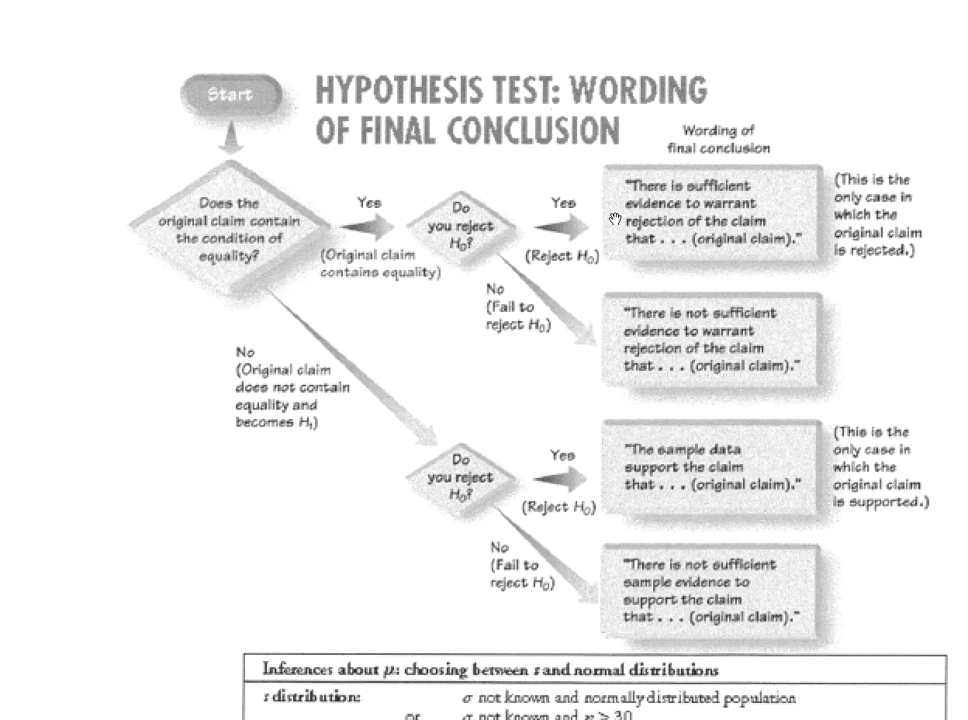 Start
HYPOTHESIS TEST: WORDING
OF FINAL CONCLUSION
Wording of
final conclusion
Does the
original claim contain
the condition of
equality?
Yes
(Original claim
contains equality)
Do
you reject
H₀?
Yes
(Reject H₀)
"There is sufficient
evidence to warrant
rejection of the claim
that . . . (original claim)."
(This is the
only case in
which the
original claim
is rejected.)
No
(Fail to
reject H₀)
"There is not sufficient
evidence to warrant
rejection of the claim
that . . . (original claim)."
No
(Original claim
does not contain
equality and
becomes H₁)
Do
you reject
H₀?
Yes
(Reject H₀)
"The sample data
support the claim
that . . . (original claim)."
(This is the
only case in
which the
original claim
is supported.)
No
(Fail to
reject H₀)
"There is not sufficient
sample evidence to
support the claim
that . . . (original claim)."
Inferences about μ: choosing between t and normal distributions
t distribution: σ not known and normally distributed population
or σ not known and n > 30